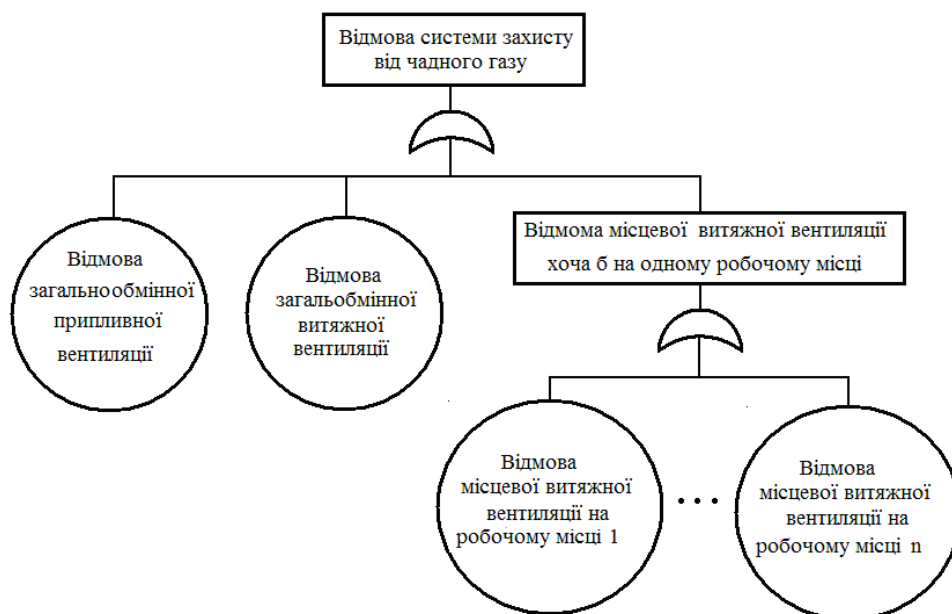 Відмова системи захисту
від чадного газу
Відмова
загальнообмінної
припливної
вентиляції
Відмова
загальобмінної
витяжної
вентиляції
Відмома місцевої витяжної вентиляції
хоча б на одному робочому місці
Відмова
місцевої витяжної
вентиляції на
робочому місці 1
...
Відмова
місцевої витяжної
вентиляції на
робочому місці n